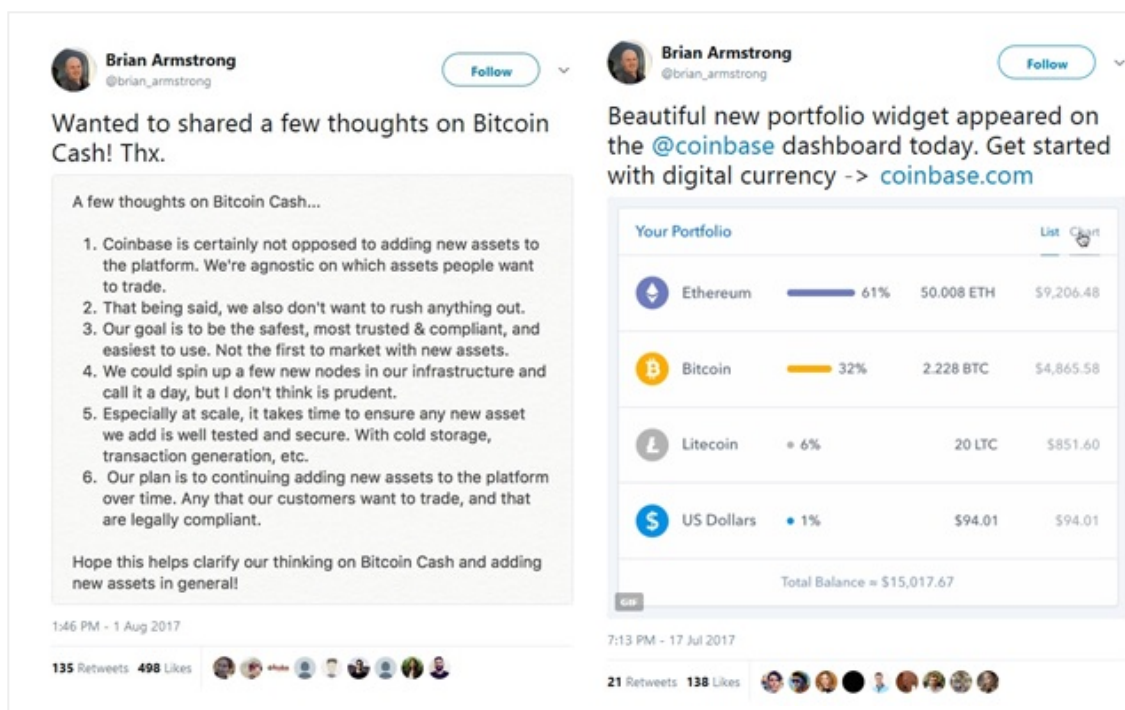 Brian Armstrong
@brian_armstrong
Follow
Wanted to shared a few thoughts on Bitcoin
Cash! Thx.
A few thoughts on Bitcoin Cash...
1. Coinbase is certainly not opposed to adding new assets to
the platform. We're agnostic on which assets people want
to trade.
2. That being said, we also don't want to rush anything out.
3. Our goal is to be the safest, most trusted & compliant, and
easiest to use. Not the first to market with new assets.
4. We could spin up a few new nodes in our infrastructure and
call it a day, but I don't think is prudent.
5. Especially at scale, it takes time to ensure any new asset
we add is well tested and secure. With cold storage,
transaction generation, etc.
6. Our plan is to continuing adding new assets to the platform
over time. Any that our customers want to trade, and that
are legally compliant.
Hope this helps clarify our thinking on Bitcoin Cash and adding
new assets in general!
1:46 PM - 1 Aug 2017
135 Retweets 498 Likes
Brian Armstrong
@brian_armstrong
Follow
Beautiful new portfolio widget appeared on
the @coinbase dashboard today. Get started
with digital currency -> coinbase.com
Your Portfolio List Chart
Ethereum 61% 50.008 ETH $9,206.48
Bitcoin 32% 2.228 BTC $4,865.58
Litecoin 6% 20 LTC $851.60
US Dollars 1% $94.01 $94.01
Total Balance ≈ $15,017.67
GIF
7:13 PM - 17 Jul 2017
21 Retweets 138 Likes